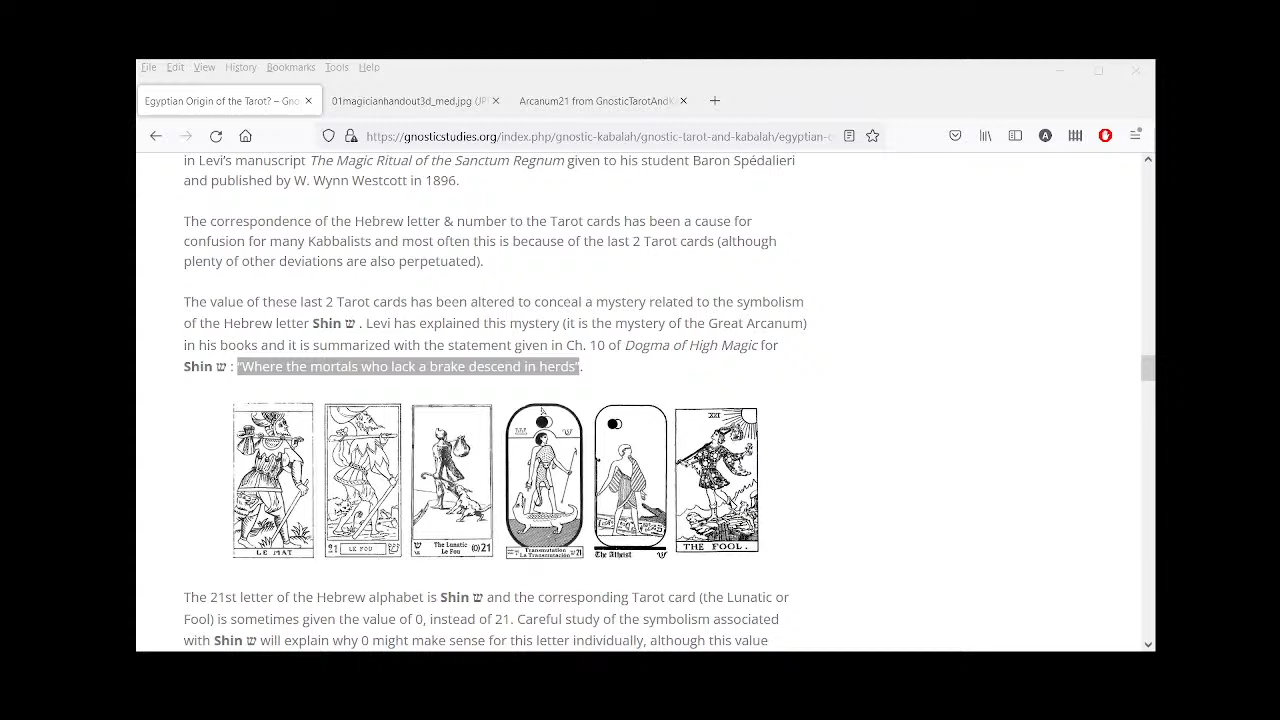 File Edit View History Bookmarks Tools Help
Egyptian Origin of the Tarot? – Gno
01magicianhandout3d_med.jpg (JP
Arcanum21 from GnosticTarotAndK
https://gnosticstudies.org/index.php/gnostic-kabalah/gnostic-tarot-and-kabalah/egyptian-o
in Levi's manuscript The Magic Ritual of the Sanctum Regnum given to his student Baron Spédalieri
and published by W. Wynn Westcott in 1896.
The correspondence of the Hebrew letter & number to the Tarot cards has been a cause for
confusion for many Kabbalists and most often this is because of the last 2 Tarot cards (although
plenty of other deviations are also perpetuated).
The value of these last 2 Tarot cards has been altered to conceal a mystery related to the symbolism
of the Hebrew letter Shin ש . Levi has explained this mystery (it is the mystery of the Great Arcanum)
in his books and it is summarized with the statement given in Ch. 10 of Dogma of High Magic for
Shin ש : "Where the mortals who lack a brake descend in herds".
LE MAT
21 LE FOU ש
The Lunatic
Le Fou (0) 21
Transmutation
La Transmutación 21
The Atheist ש
XXI
THE FOOL.
The 21st letter of the Hebrew alphabet is Shin ש and the corresponding Tarot card (the Lunatic or
Fool) is sometimes given the value of 0, instead of 21. Careful study of the symbolism associated
with Shin ש will explain why 0 might make sense for this letter individually, although this value